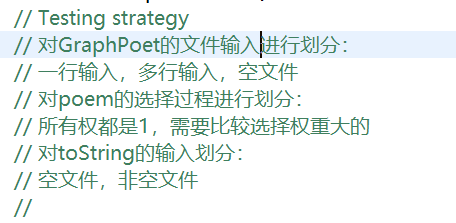 // Testing strategy
// 对GraphPoet的文件输入进行划分：
// 一行输入，多行输入，空文件
// 对poem的选择过程进行划分：
// 所有权都是1，需要比较选择权重大的
// 对toString的输入划分：
// 空文件，非空文件
//